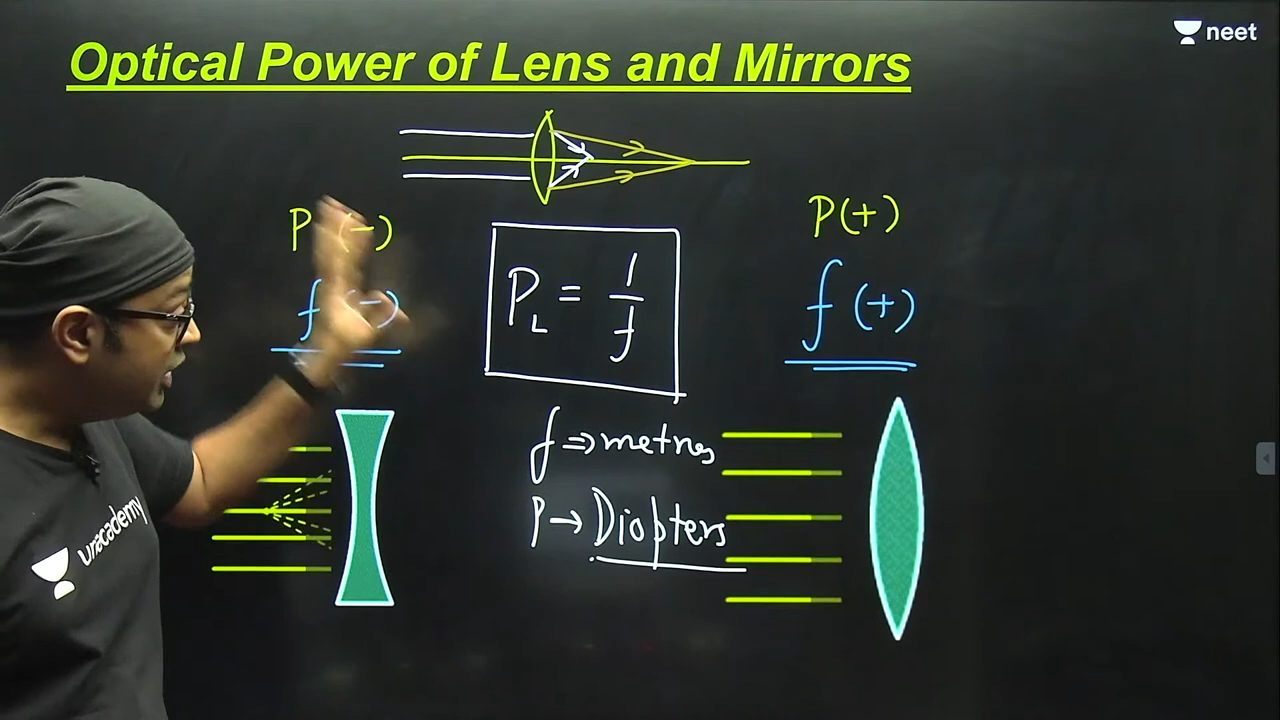 Optical Power of Lens and Mirrors
neet
P (-)
f (-)
P_L = 1/f
P(+)
f (+)
f ⇒ metres
P → Diopters
unacademy